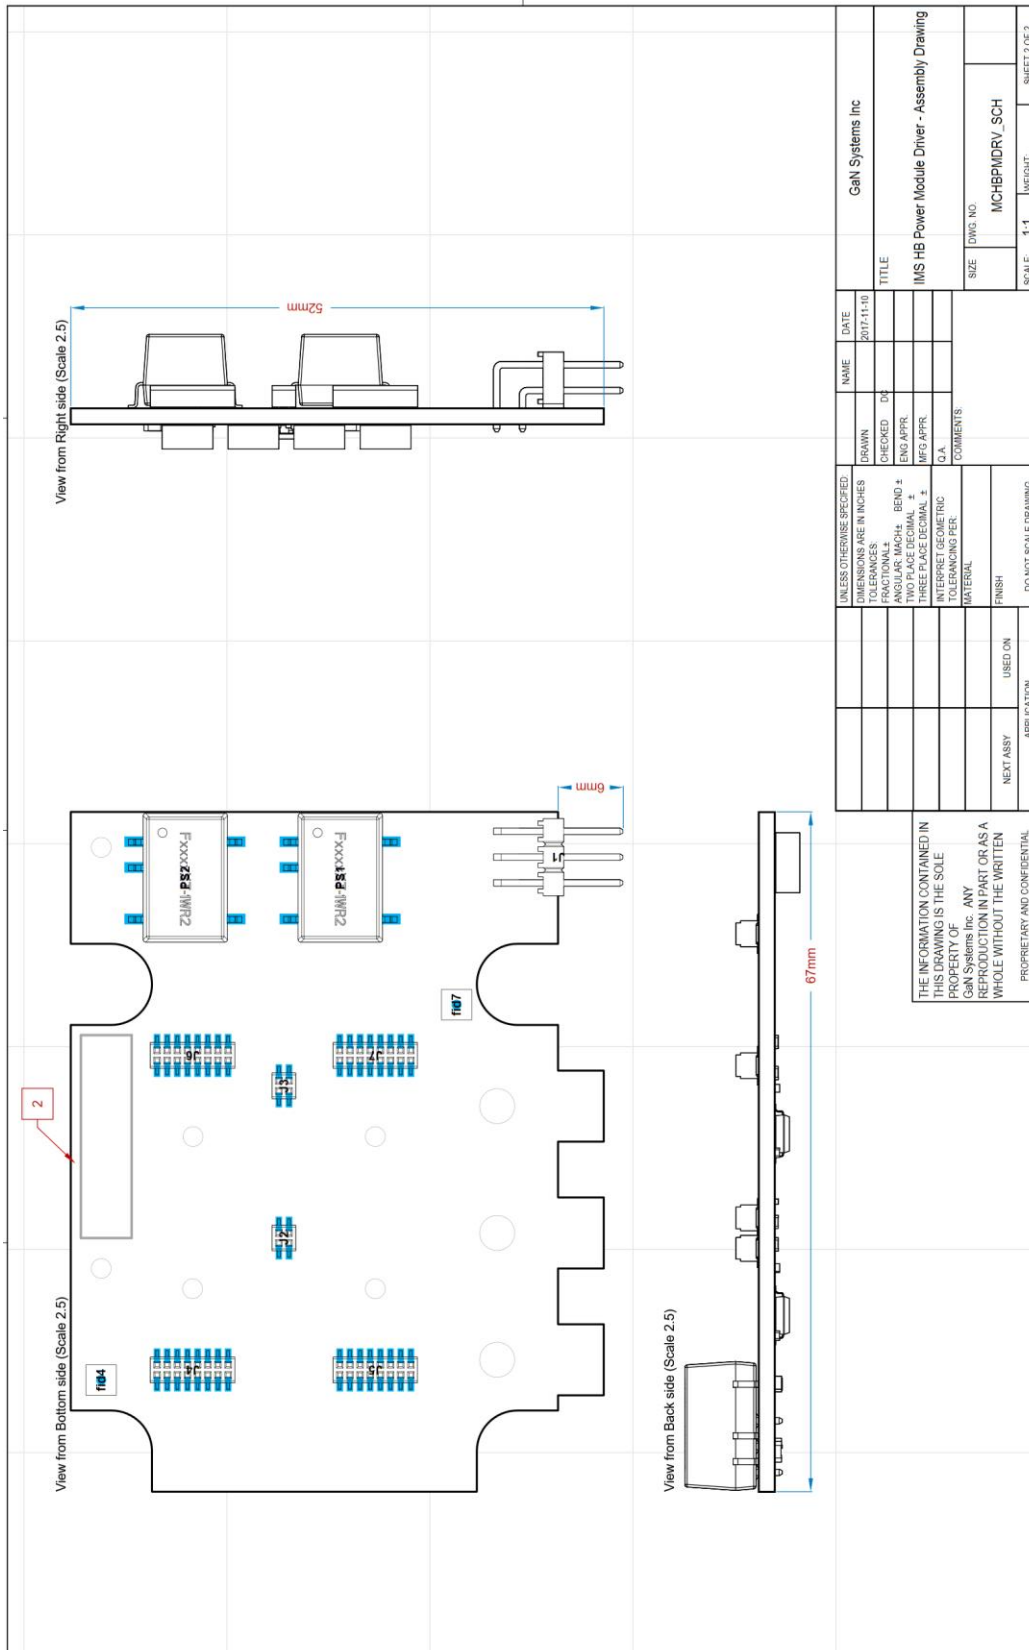 View from Bottom side (Scale 2.5)
View from Right side (Scale 2.5)
2
fid4
J4
J6
PS2
Fxxxx
-1WR2
J2
J3
52mm
J5
J7
PS1
Fxxxx
-1WR2
fid7
J1
6mm
View from Back side (Scale 2.5)
67mm
THE INFORMATION CONTAINED IN
THIS DRAWING IS THE SOLE
PROPERTY OF
GaN Systems Inc. ANY
REPRODUCTION IN PART OR AS A
WHOLE WITHOUT THE WRITTEN
PROPRIETARY AND CONFIDENTIAL
NEXT ASSY
USED ON
APPLICATION
UNLESS OTHERWISE SPECIFIED:
DIMENSIONS ARE IN INCHES
TOLERANCES:
FRACTIONAL±
ANGULAR: MACH± BEND ±
TWO PLACE DECIMAL ±
THREE PLACE DECIMAL ±
INTERPRET GEOMETRIC
TOLERANCING PER:
MATERIAL
FINISH
DO NOT SCALE DRAWING
NAME
DATE
DRAWN
2017-11-10
CHECKED
DC
ENG APPR.
MFG APPR.
Q.A.
COMMENTS:
GaN Systems Inc
TITLE
IMS HB Power Module Driver - Assembly Drawing
SIZE
DWG. NO.
MCHBPMDRV_SCH
SCALE: 1:1
WEIGHT:
SHEET 2 OF 2